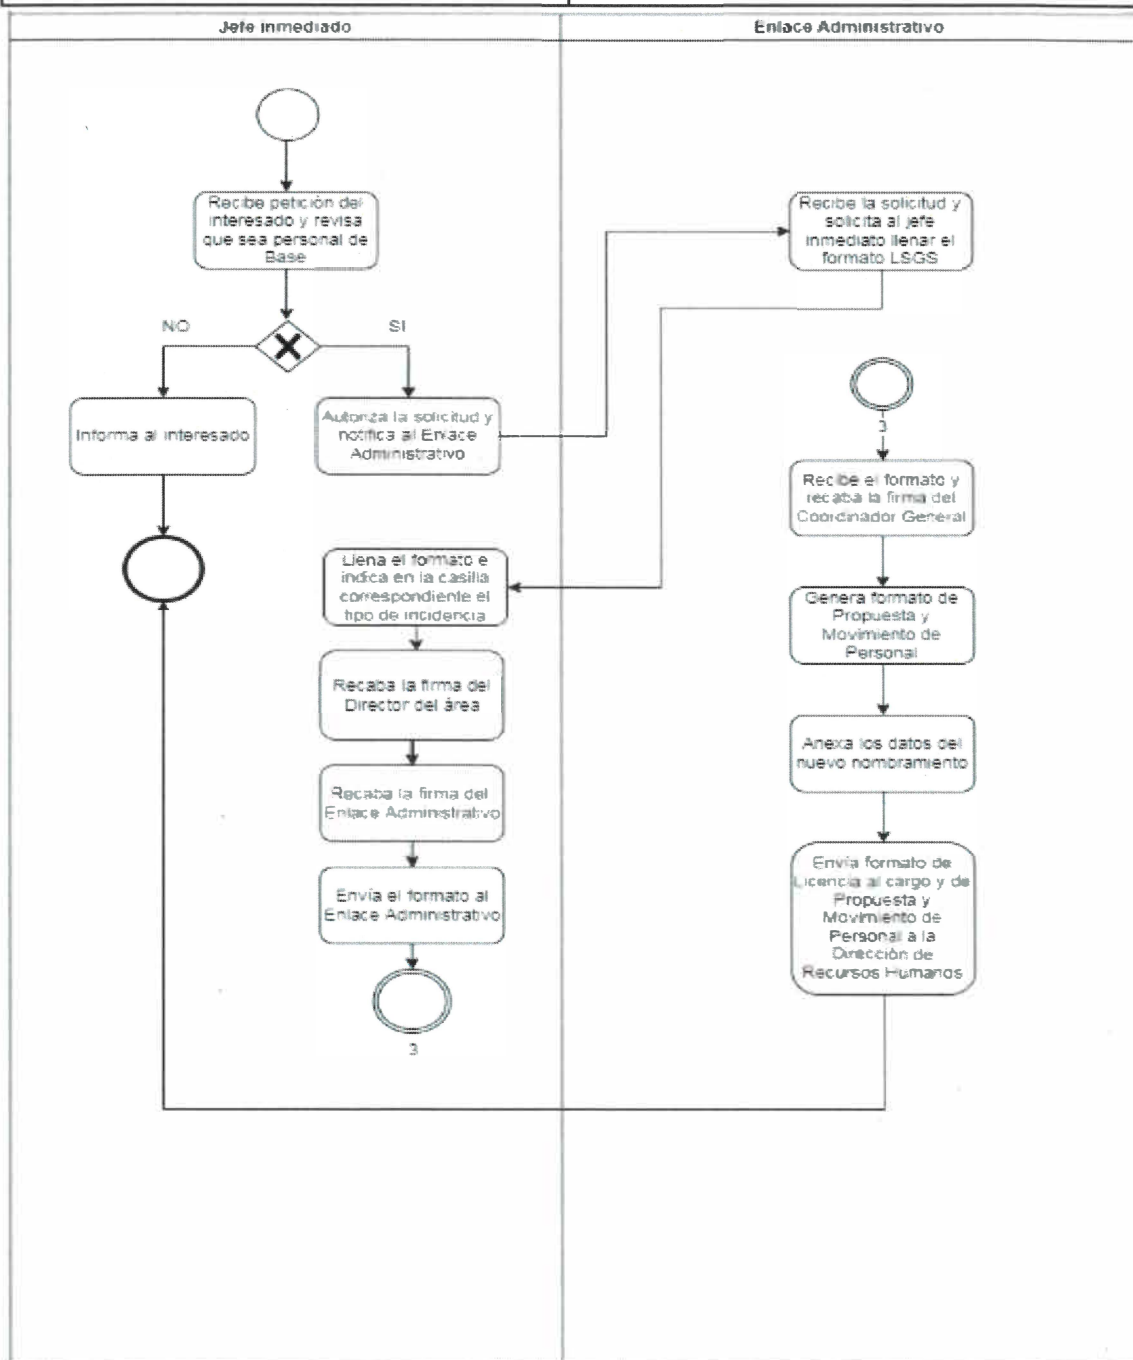 Jefe inmediado
Enlace Administrativo
Recibe petición del
interesado y revisa
que sea personal de
Base
NO
SI
Informa al interesado
Autoriza la solicitud y
notifica al Enlace
Administrativo
Llena el formato e
indica en la casilla
correspondiente el
tipo de incidencia
Recaba la firma del
Director del área
Recaba la firma del
Enlace Administrativo
Envía el formato al
Enlace Administrativo
3
Recibe la solicitud y
solicita al jefe
inmediato llenar el
formato LSGS
3
Recibe el formato y
recaba la firma del
Coordinador General
Genera formato de
Propuesta y
Movimiento de
Personal
Anexa los datos del
nuevo nombramiento
Envía formato de
Licencia al cargo y de
Propuesta y
Movimiento de
Personal a la
Dirección de
Recursos Humanos